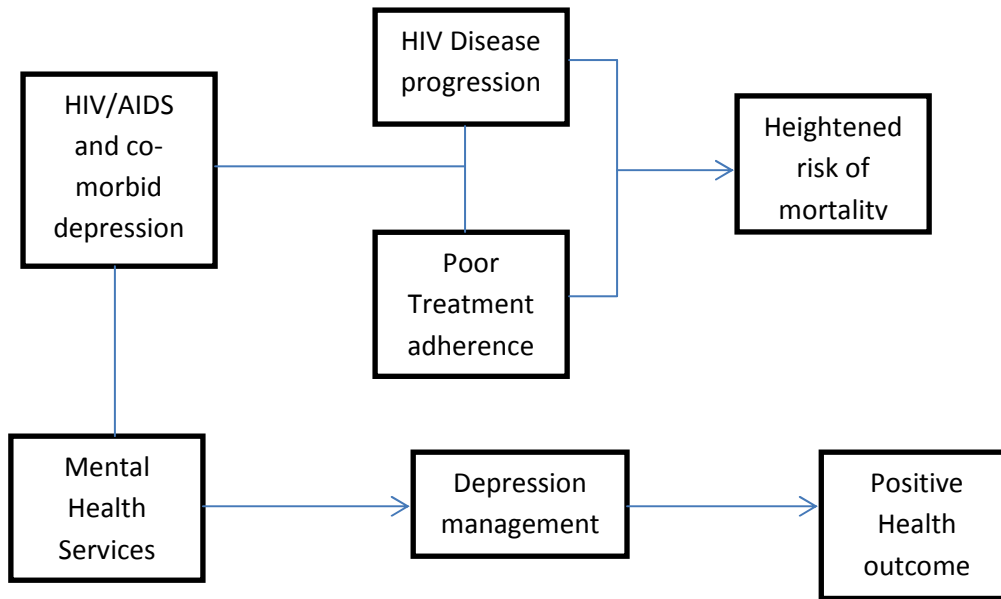 HIV Disease
progression
HIV/AIDS
and co-
morbid
depression
Heightened
risk of
mortality
Poor
Treatment
adherence
Mental
Health
Services
Depression
management
Positive
Health
outcome